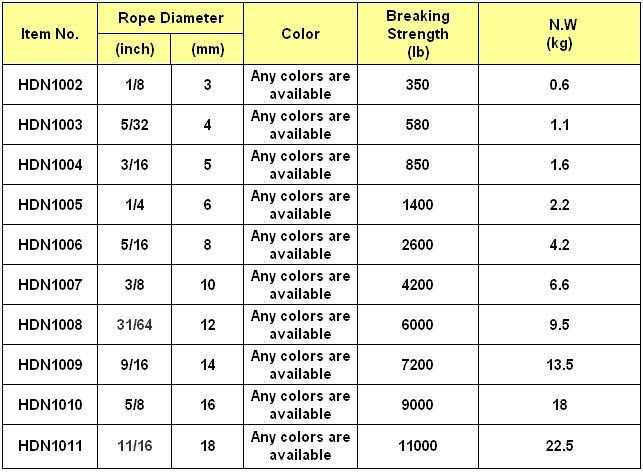 Item No. Rope Diameter Color Breaking Strength (lb) N.W (kg)
(inch) (mm)
HDN1002 1/8 3 Any colors are available 350 0.6
HDN1003 5/32 4 Any colors are available 580 1.1
HDN1004 3/16 5 Any colors are available 850 1.6
HDN1005 1/4 6 Any colors are available 1400 2.2
HDN1006 5/16 8 Any colors are available 2600 4.2
HDN1007 3/8 10 Any colors are available 4200 6.6
HDN1008 31/64 12 Any colors are available 6000 9.5
HDN1009 9/16 14 Any colors are available 7200 13.5
HDN1010 5/8 16 Any colors are available 9000 18
HDN1011 11/16 18 Any colors are available 11000 22.5